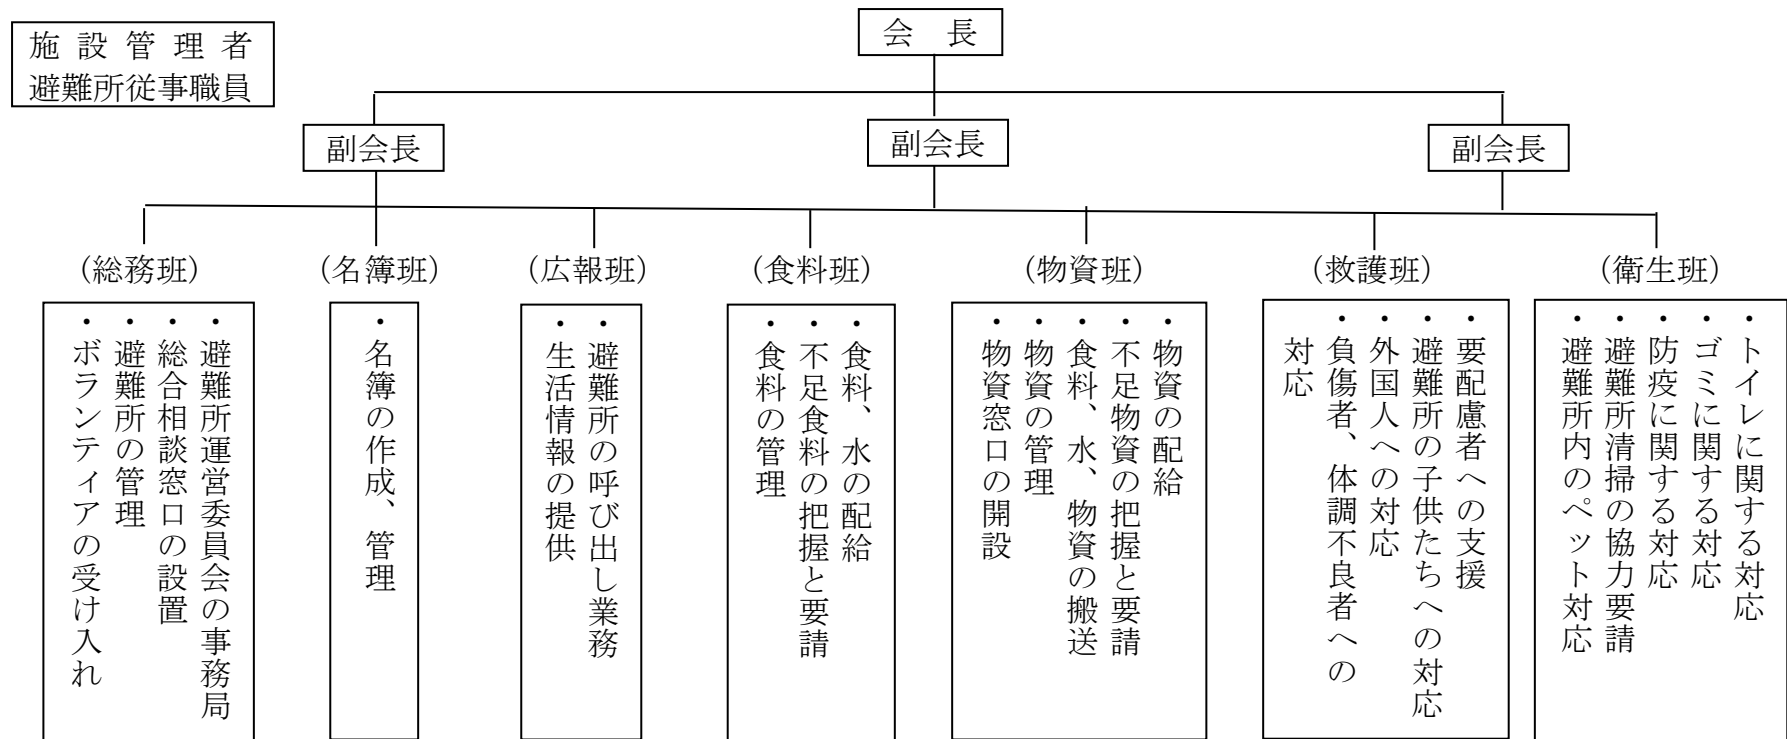 施設管理者
避難所従事職員
会長
副会長
副会長
副会長
(総務班)
(名簿班)
(広報班)
(食料班)
(物資班)
(救護班)
(衛生班)
・避難所運営委員会の事務局
・総合相談窓口の設置
・避難所の管理
・ボランティアの受け入れ
・名簿の作成、管理
・避難所の呼び出し業務
・生活情報の提供
・食料、水の配給
・不足食料の把握と要請
・食料の管理
・物資の配給
・不足物資の把握と要請
・食料、水、物資の搬送
・物資の管理
・物資窓口の開設
・要配慮者への支援
・避難所の子供たちへの対応
・外国人への対応
・負傷者、体調不良者への
対応
・トイレに関する対応
・ゴミに関する対応
・防疫に関する対応
・避難所清掃の協力要請
・避難所内のペット対応